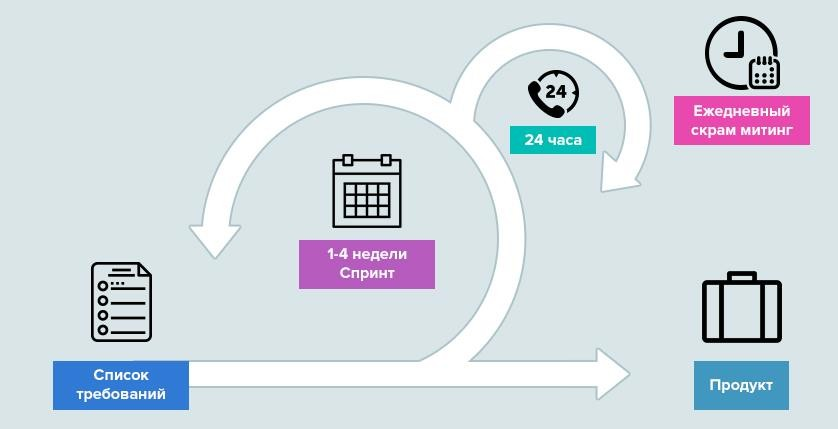 Ежедневный
скрам митинг
24
24 часа
1-4 недели
Спринт
Список
требований
Продукт